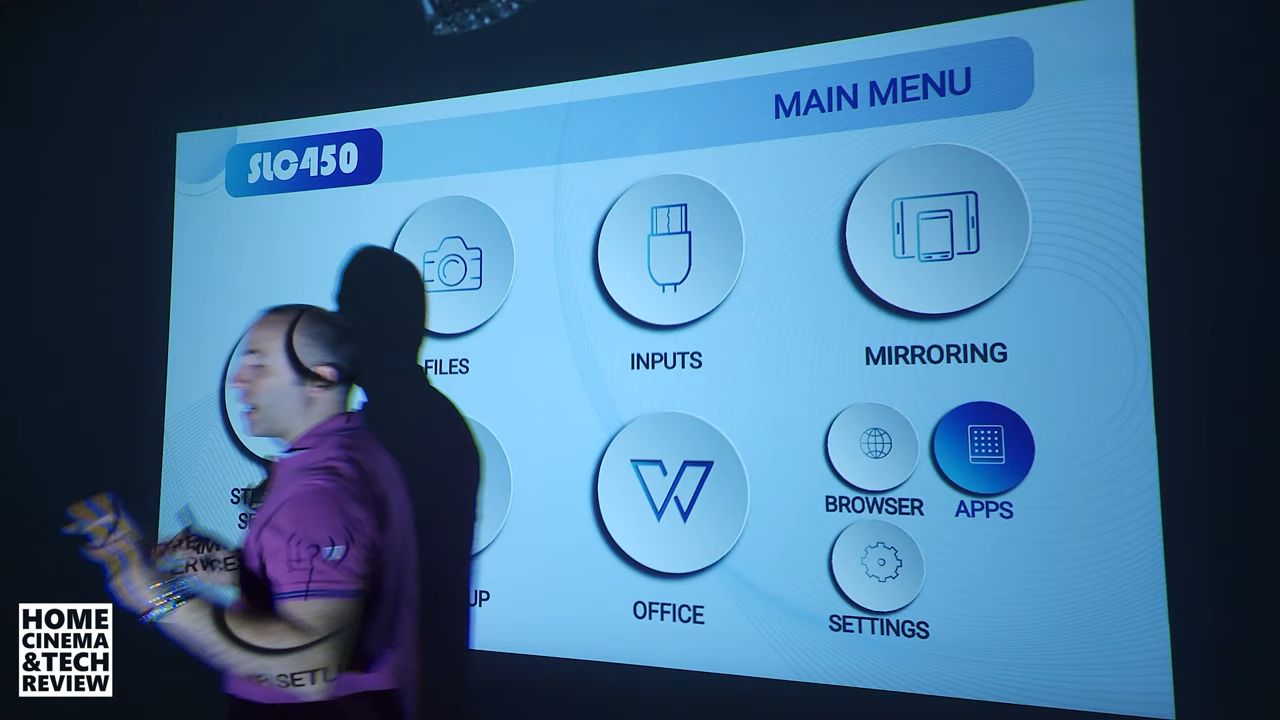 MAIN MENU
SLC450
FILES
INPUTS
MIRRORING
BROWSER
APPS
OFFICE
SETTINGS
HOME
CINEMA
&TECH
REVIEW